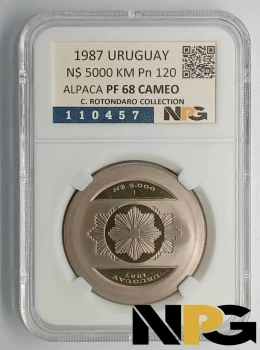 1987 URUGUAY
N$ 5000 KM Pn 120
ALPACA PF 68 CAMEO
C. ROTONDARO COLLECTION
110457
NPG
N$ 5.000
1987
URUGUAY
NPG